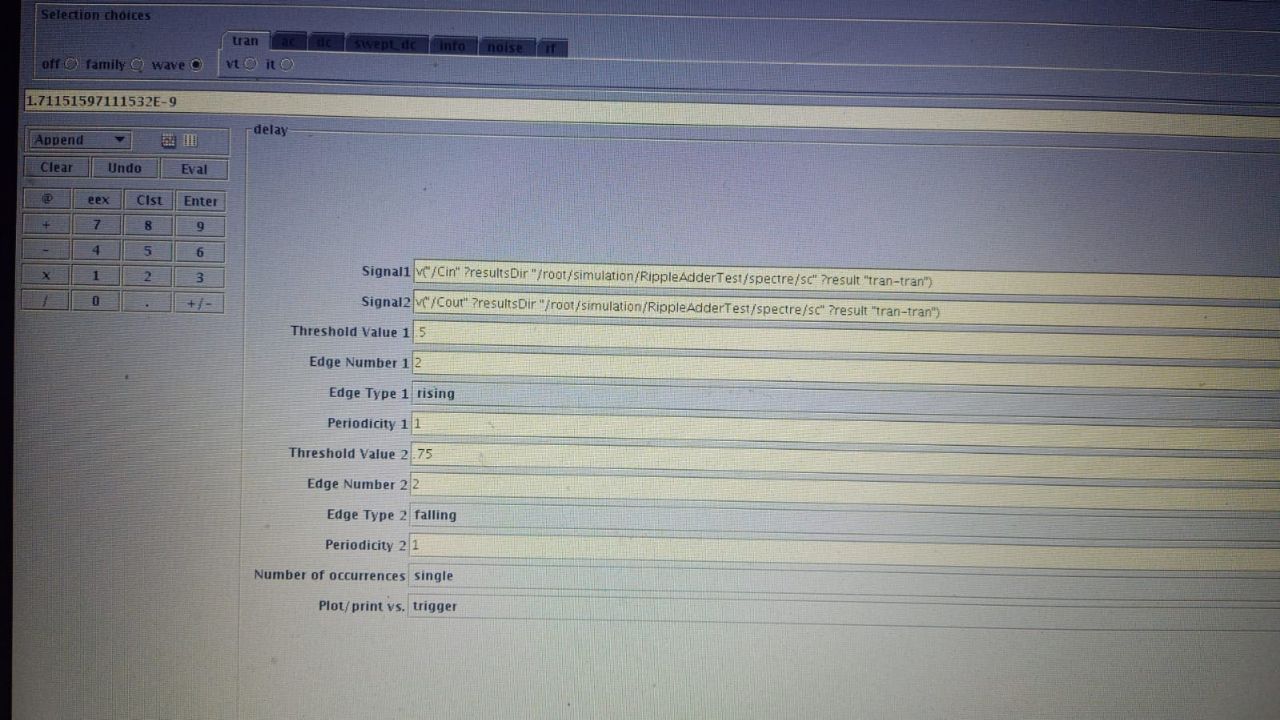 Selection choices
tran ac dc swept_dc info noise rf
off family wave vt it
1.71151597111532E-9
Append
delay
Clear Undo Eval
@ eex Clst Enter
+ 7 8 9
- 4 5 6
x 1 2 3
/ 0 . +/-
Signal1 v("/Cin" ?resultsDir "/root/simulation/RippleAdderTest/spectre/sc" ?result "tran-tran")
Signal2 v("/Cout" ?resultsDir "/root/simulation/RippleAdderTest/spectre/sc" ?result "tran-tran")
Threshold Value 1 .5
Edge Number 1 2
Edge Type 1 rising
Periodicity 1 1
Threshold Value 2 .75
Edge Number 2 2
Edge Type 2 falling
Periodicity 2 1
Number of occurrences single
Plot/print vs. trigger